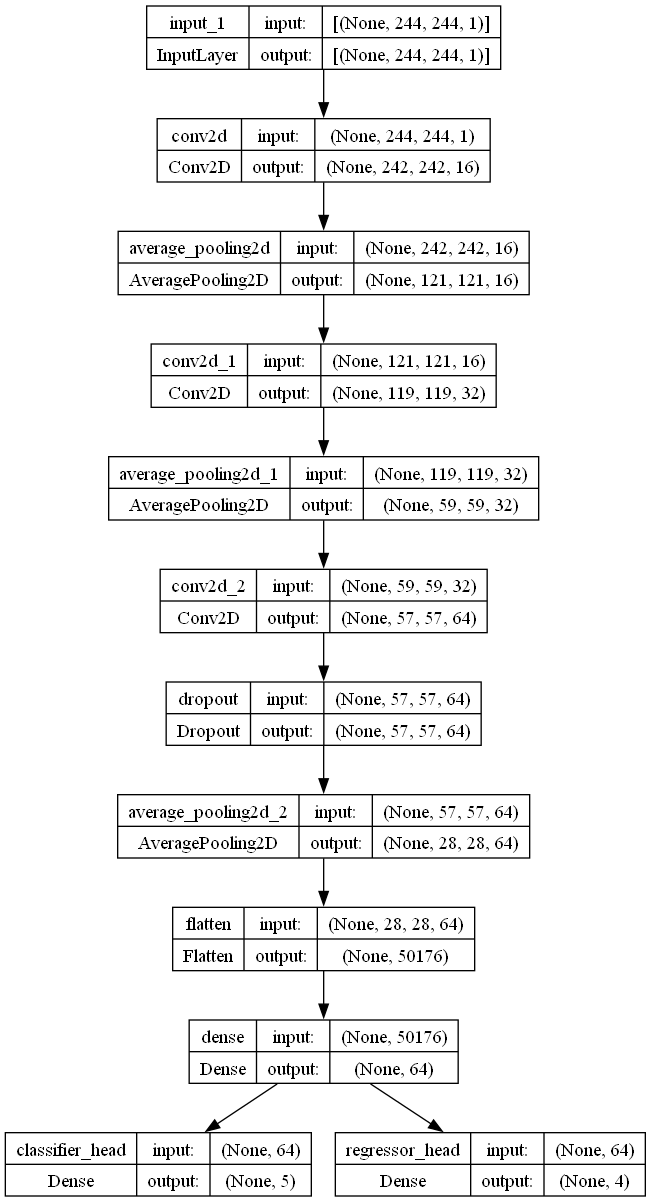 input_1 input: [(None, 244, 244, 1)]
InputLayer output: [(None, 244, 244, 1)]
conv2d input: (None, 244, 244, 1)
Conv2D output: (None, 242, 242, 16)
average_pooling2d input: (None, 242, 242, 16)
AveragePooling2D output: (None, 121, 121, 16)
conv2d_1 input: (None, 121, 121, 16)
Conv2D output: (None, 119, 119, 32)
average_pooling2d_1 input: (None, 119, 119, 32)
AveragePooling2D output: (None, 59, 59, 32)
conv2d_2 input: (None, 59, 59, 32)
Conv2D output: (None, 57, 57, 64)
dropout input: (None, 57, 57, 64)
Dropout output: (None, 57, 57, 64)
average_pooling2d_2 input: (None, 57, 57, 64)
AveragePooling2D output: (None, 28, 28, 64)
flatten input: (None, 28, 28, 64)
Flatten output: (None, 50176)
dense input: (None, 50176)
Dense output: (None, 64)
classifier_head input: (None, 64)
Dense output: (None, 5)
regressor_head input: (None, 64)
Dense output: (None, 4)